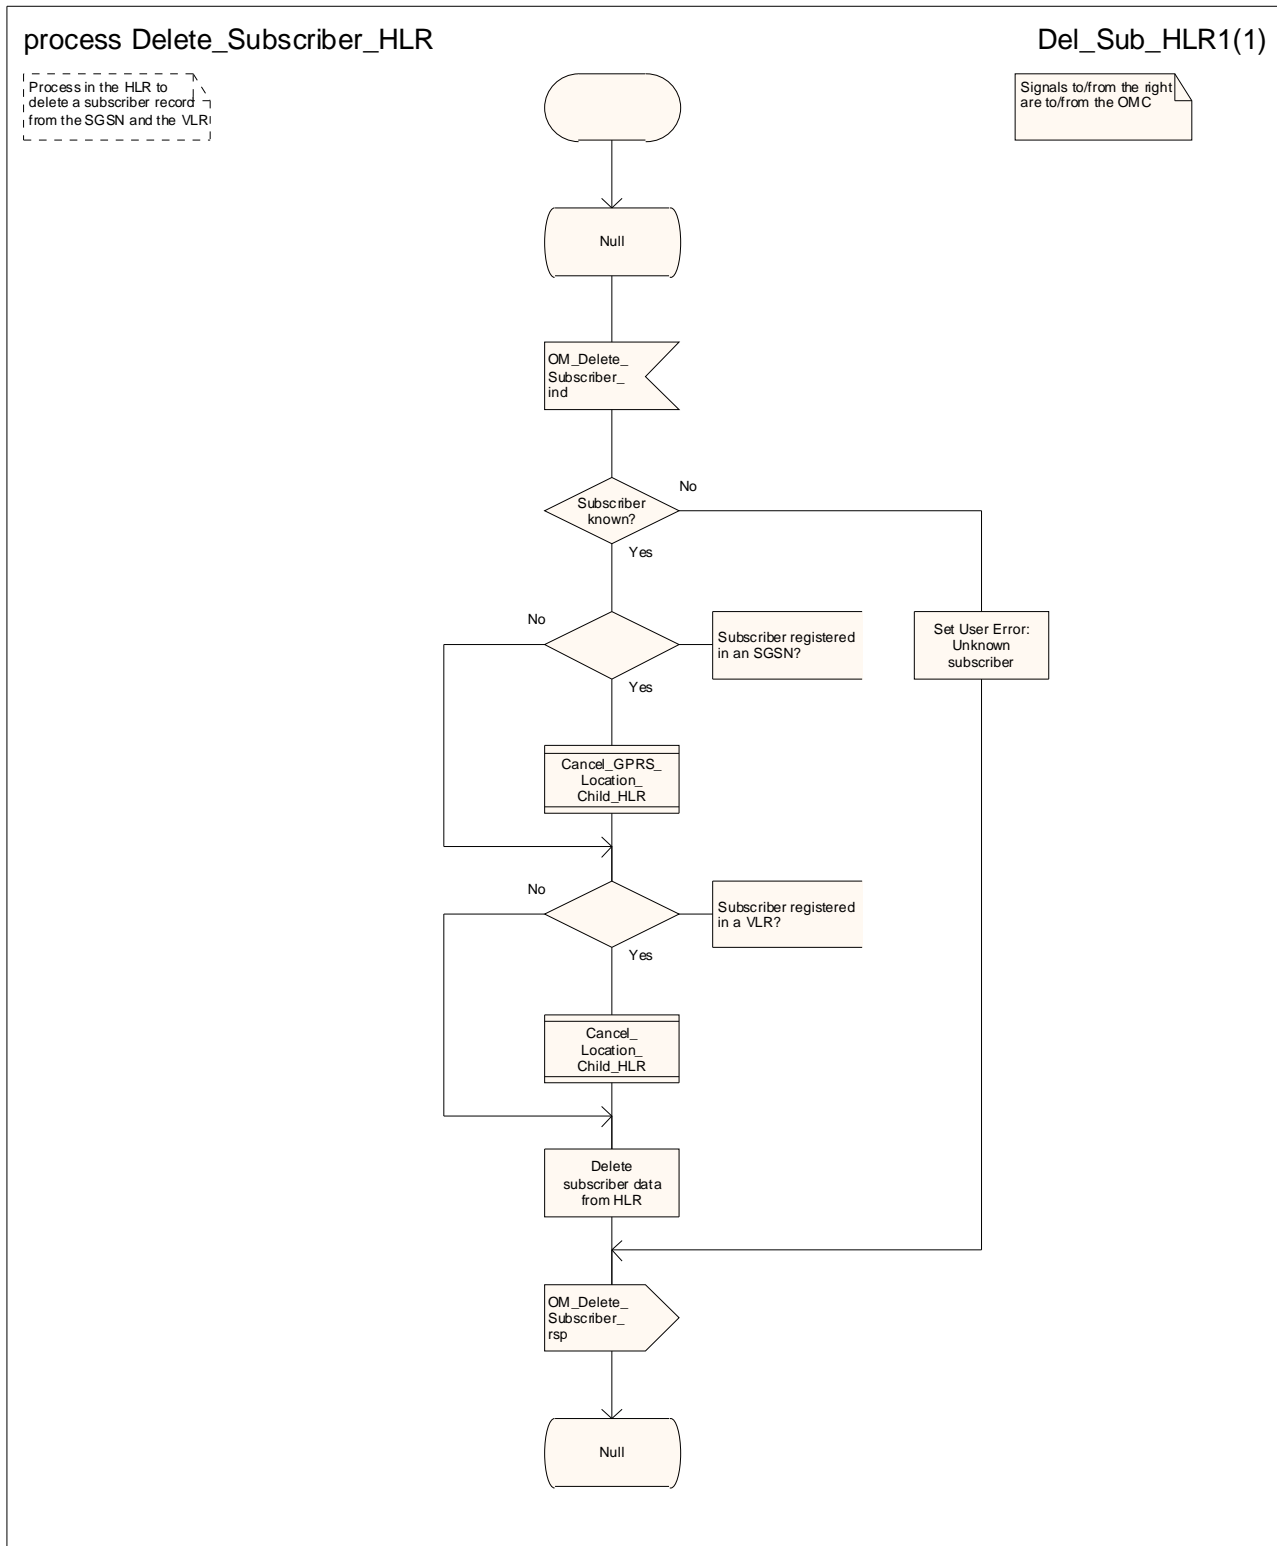 process Delete_Subscriber_HLR
Del_Sub_HLR1(1)
Process in the HLR to
delete a subscriber record
from the SGSN and the VLR
Signals to/from the right
are to/from the OMC
Null
OM_Delete_
Subscriber_
ind
Subscriber
known?
No
Yes
No
Subscriber registered
in an SGSN?
Set User Error:
Unknown
subscriber
Yes
Cancel_GPRS_
Location_
Child_HLR
No
Subscriber registered
in a VLR?
Yes
Cancel_
Location_
Child_HLR
Delete
subscriber data
from HLR
OM_Delete_
Subscriber_
rsp
Null